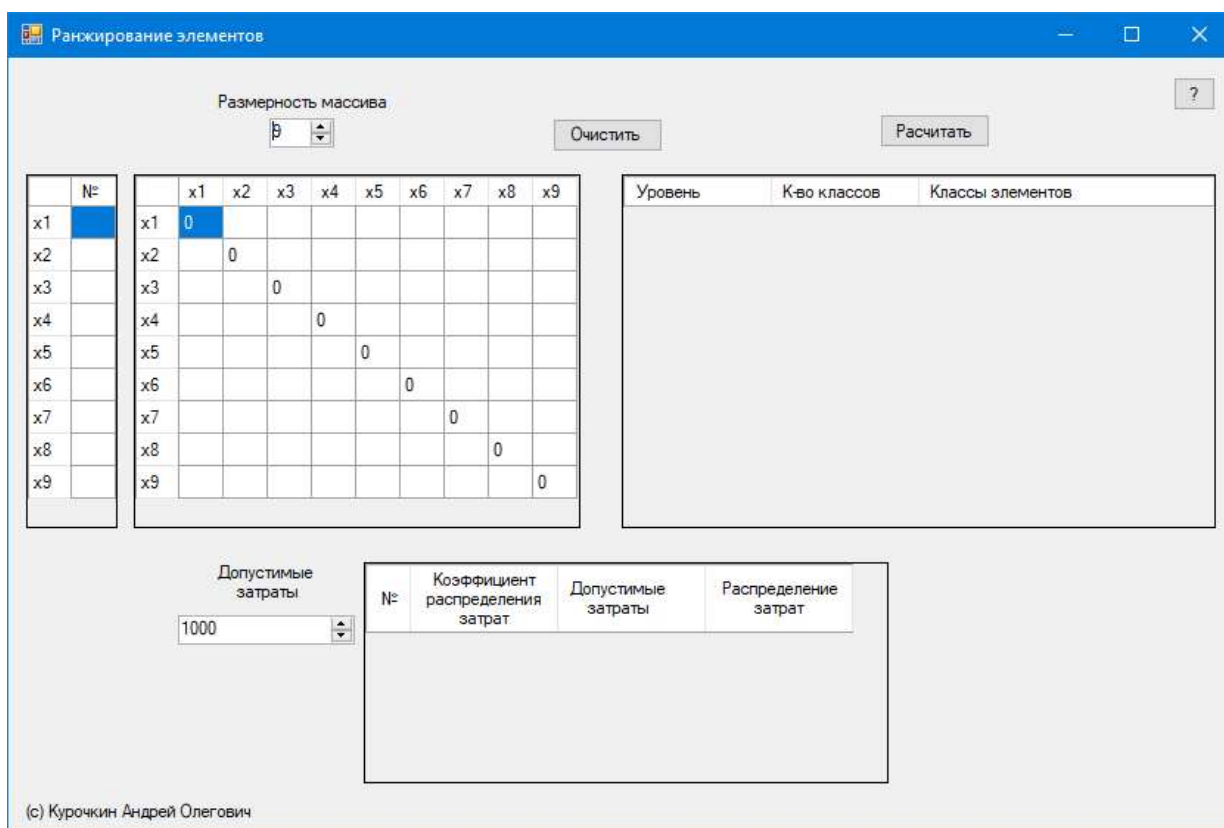 Ранжирование элементов
?
Размерность массива
9
Очистить
Расчитать
№ x1 x2 x3 x4 x5 x6 x7 x8 x9 Уровень К-во классов Классы элементов
x1 x1 0
x2 x2 0
x3 x3 0
x4 x4 0
x5 x5 0
x6 x6 0
x7 x7 0
x8 x8 0
x9 x9 0
Допустимые
затраты
1000
№
Коэффициент
распределения
затрат
Допустимые
затраты
Распределение
затрат
(с) Курочкин Андрей Олегович